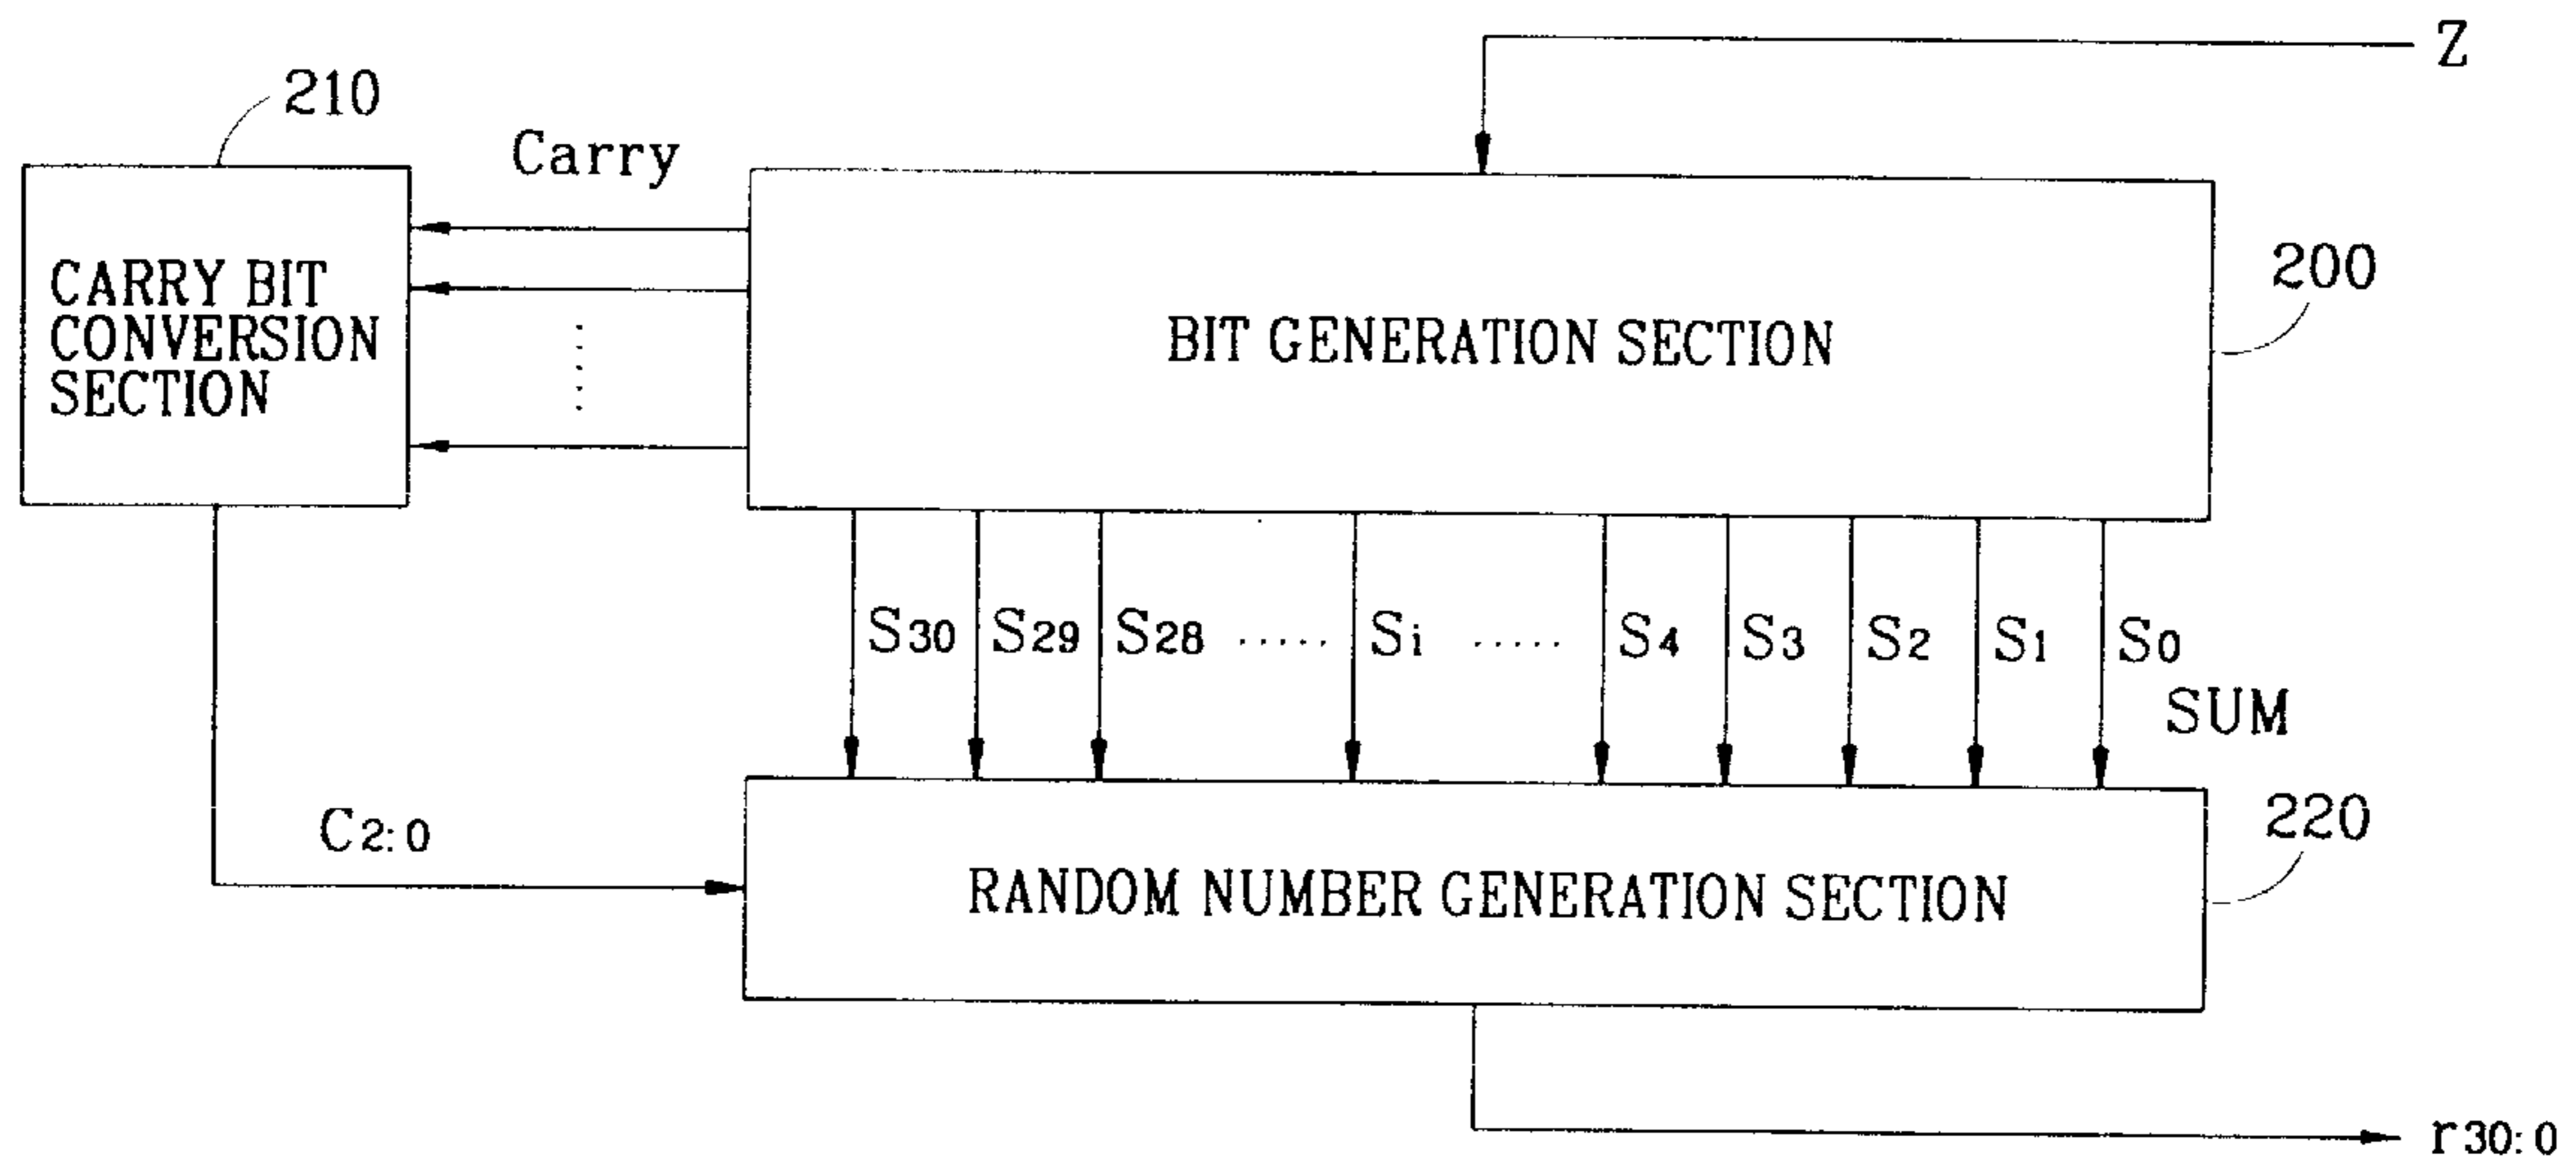 Z
210
Carry
CARRY BIT
CONVERSION
SECTION
BIT GENERATION SECTION
200
S30 S29 S28 ..... Si ..... S4 S3 S2 S1 S0
SUM
C2:0
220
RANDOM NUMBER GENERATION SECTION
r30:0